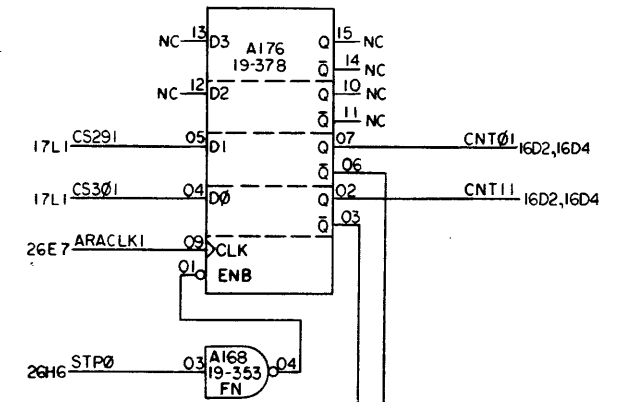 NC 13 D3 A176 Q 15 NC
19-378
Q̅ 14 NC
NC 12 D2 Q 10 NC
Q̅ 11 NC
17L1 CS291 05 D1 Q 07 CNTØ1 16D2,16D4
Q̅ 06
17L1 CS3Ø1 04 DØ Q 02 CNT11 16D2,16D4
Q̅ 03
26E7 ARACLK1 09 CLK
01 ENB
26H6 STPØ 03 A168 04
19-353
FN